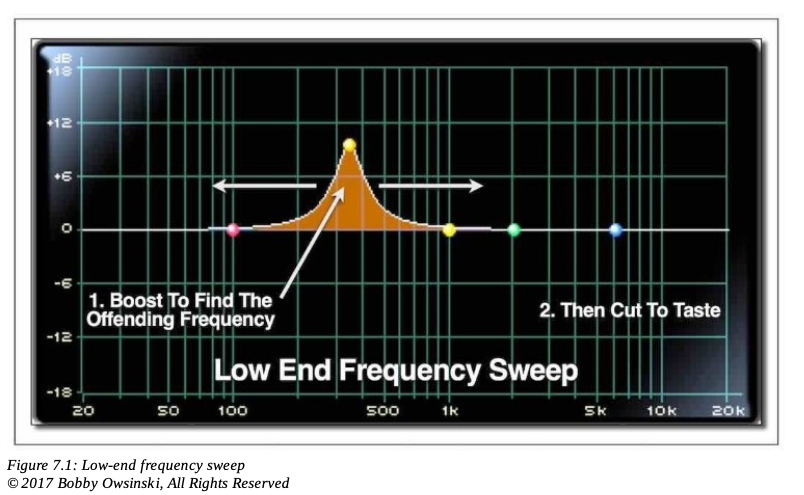 dB
+18
+12
+6
0
-6
-12
-18
1. Boost To Find The
Offending Frequency
2. Then Cut To Taste
Low End Frequency Sweep
20 50 100 500 1k 5k 10k 20k
Figure 7.1: Low-end frequency sweep
© 2017 Bobby Owsinski, All Rights Reserved